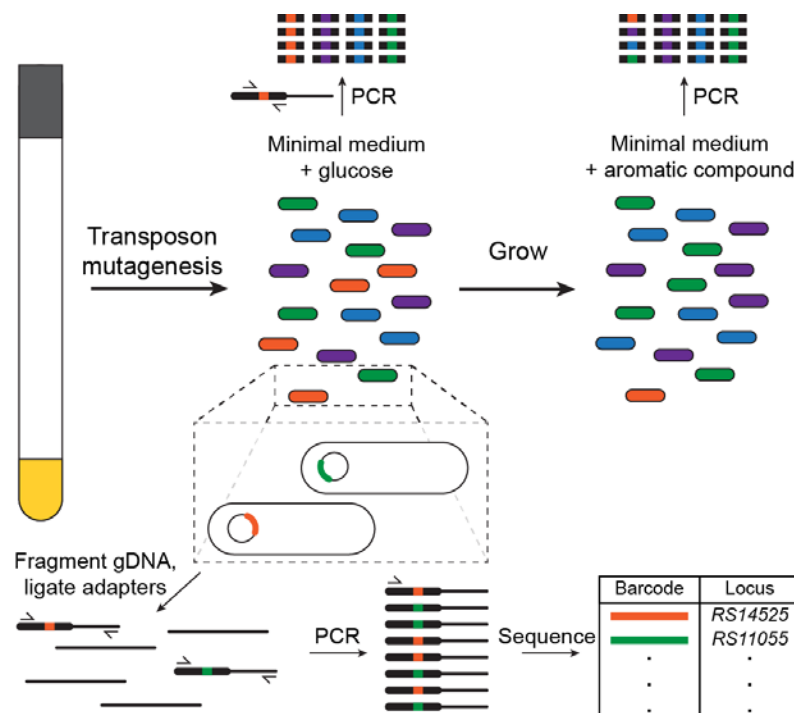 PCR
Minimal medium
+ glucose
PCR
Minimal medium
+ aromatic compound
Transposon
mutagenesis
Grow
Fragment gDNA,
ligate adapters
PCR
Sequence
Barcode Locus
RS14525
RS11055